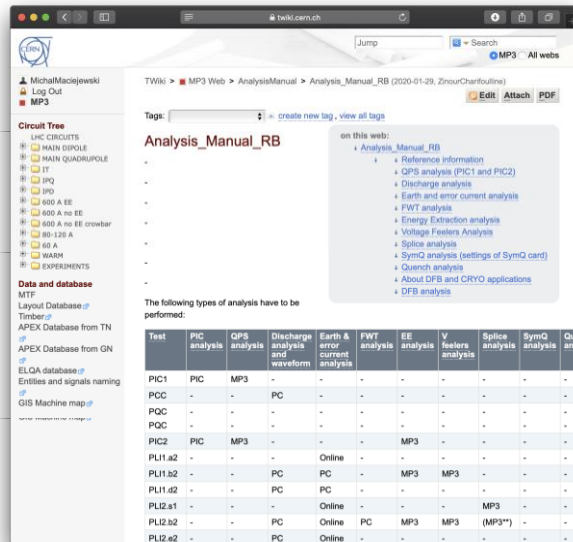 twiki.cern.ch
CERN
Jump
Search
MP3 All webs
MichalMaciejewski
Log Out
MP3
TWiki > MP3 Web > AnalysisManual > Analysis_Manual_RB (2020-01-29, ZinourCharifoutline)
Edit Attach PDF
Tags:
create new tag, view all tags
Circuit Tree
LHC CIRCUITS
MAIN DIPOLE
MAIN QUADRUPOLE
IT
IPQ
IPD
600 A EE
600 A no EE
600 A no EE crowbar
80-120 A
60 A
WARM
EXPERIMENTS
Data and database
MTF
Layout Database
Timber
APEX Database from TN
APEX Database from GN
ELQA database
Entities and signals naming
GIS Machine map
Analysis_Manual_RB
-
-
-
-
-
-
-
on this web:
Analysis_Manual_RB
Reference information
QPS analysis (PIC1 and PIC2)
Discharge analysis
Earth and error current analysis
FWT analysis
Energy Extraction analysis
Voltage Feelers Analysis
Splice analysis
SymQ analysis (settings of SymQ card)
Quench analysis
About DFB and CRYO applications
DFB analysis
The following types of analysis have to be
performed:
Test PIC analysis QPS analysis Discharge analysis and waveform Earth & error current analysis FWT analysis EE analysis V feelers analysis Splice analysis SymQ analysis
PIC1 PIC MP3 - - - - - - -
PCC - - PC - - - - - -
PQC - - - - - - - - -
PQC
PIC2 PIC MP3 - - - MP3 - - -
PLI1.a2 - - - Online - - - - -
PLI1.b2 - - PC PC - MP3 MP3 - -
PLI1.d2 - - PC PC - - - - -
PLI2.s1 - - - Online - - - MP3 -
PLI2.b2 - - PC Online PC MP3 MP3 (MP3**) -
PLI2.e2 - - PC Online - - - - -